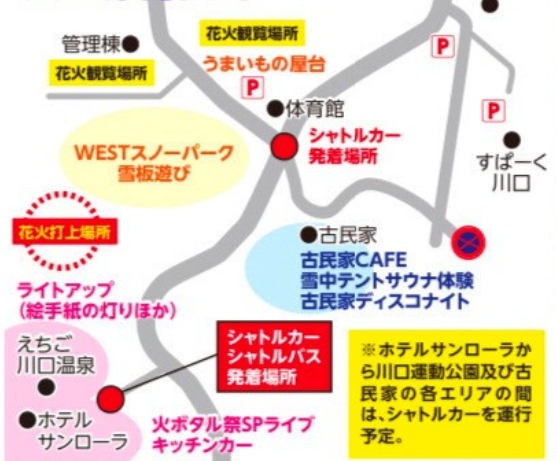 管理棟
花火観覧場所
花火観覧場所
うまいもの屋台
P
P
P
体育館
シャトルカー
発着場所
すぱーく
川口
WESTスノーパーク
雪板遊び
花火打上場所
古民家
古民家CAFE
雪中テントサウナ体験
古民家ディスコナイト
ライトアップ
（絵手紙の灯りほか）
えちご
川口温泉
シャトルカー
シャトルバス
発着場所
ホテル
サンローラ
火ボタル祭SPライブ
キッチンカー
※ホテルサンローラか
ら川口運動公園及び古
民家の各エリアの間
は、シャトルカーを運行
予定。